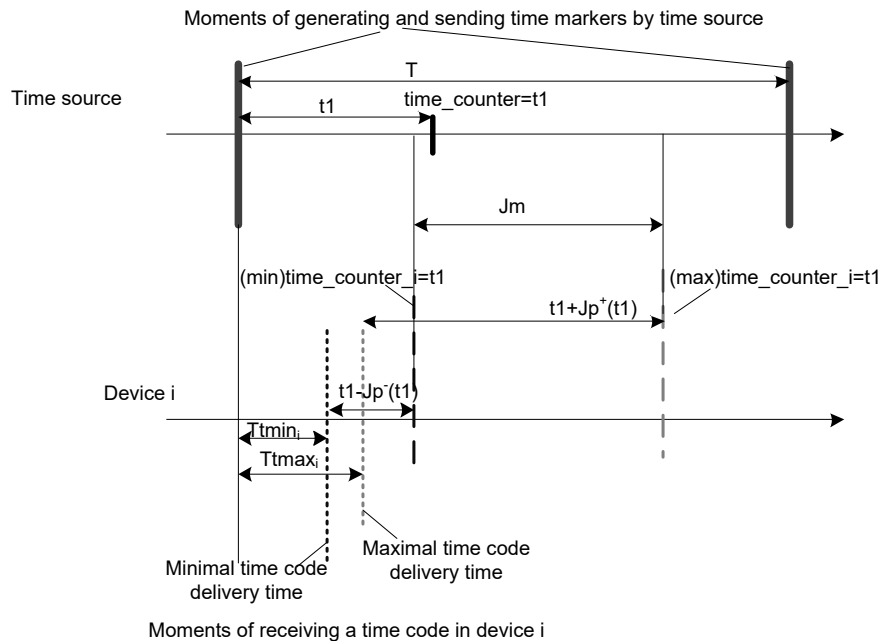 Moments of generating and sending time markers by time source
T
Time source
t1
time_counter=t1
Jm
(min)time_counter_i=t1
(max)time_counter_i=t1
t1+Jp⁺(t1)
Device i
t1-Jp⁻(t1)
Ttminᵢ
Ttmaxᵢ
Minimal time code
delivery time
Maximal time code
delivery time
Moments of receiving a time code in device i